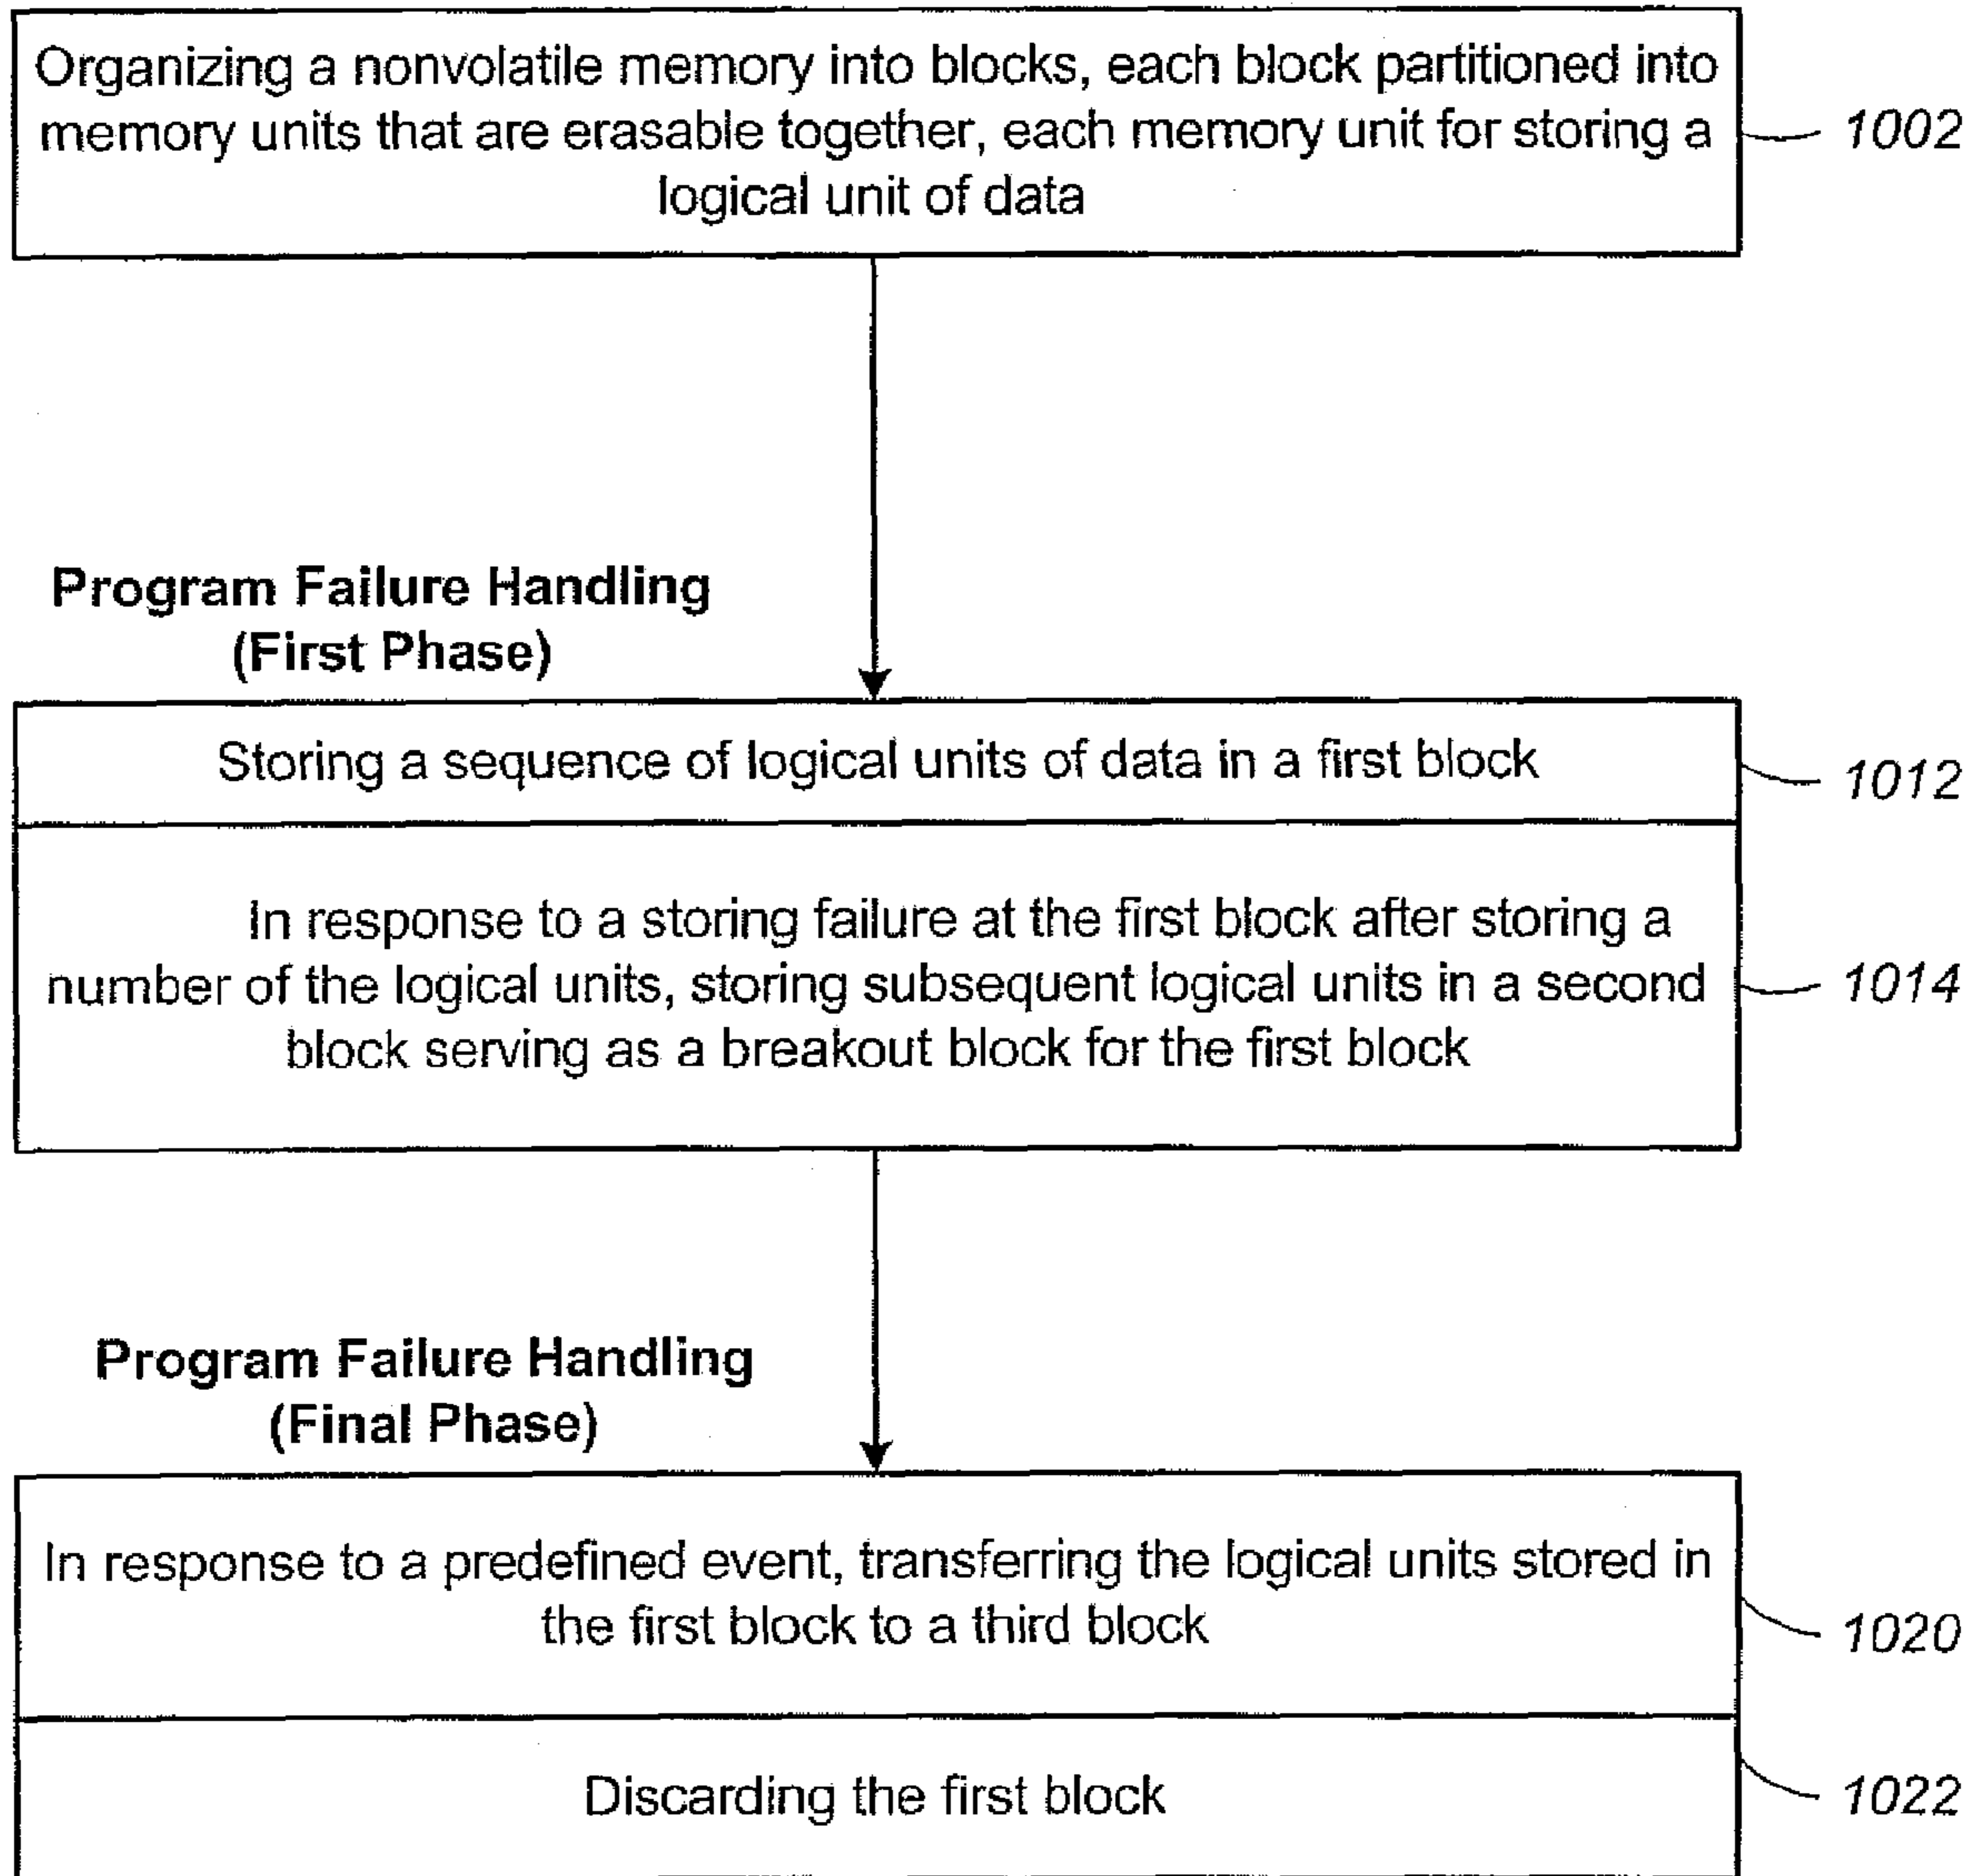 Organizing a nonvolatile memory into blocks, each block partitioned into
memory units that are erasable together, each memory unit for storing a
logical unit of data
1002
Program Failure Handling
(First Phase)
Storing a sequence of logical units of data in a first block
1012
In response to a storing failure at the first block after storing a
number of the logical units, storing subsequent logical units in a second
block serving as a breakout block for the first block
1014
Program Failure Handling
(Final Phase)
In response to a predefined event, transferring the logical units stored in
the first block to a third block
1020
Discarding the first block
1022